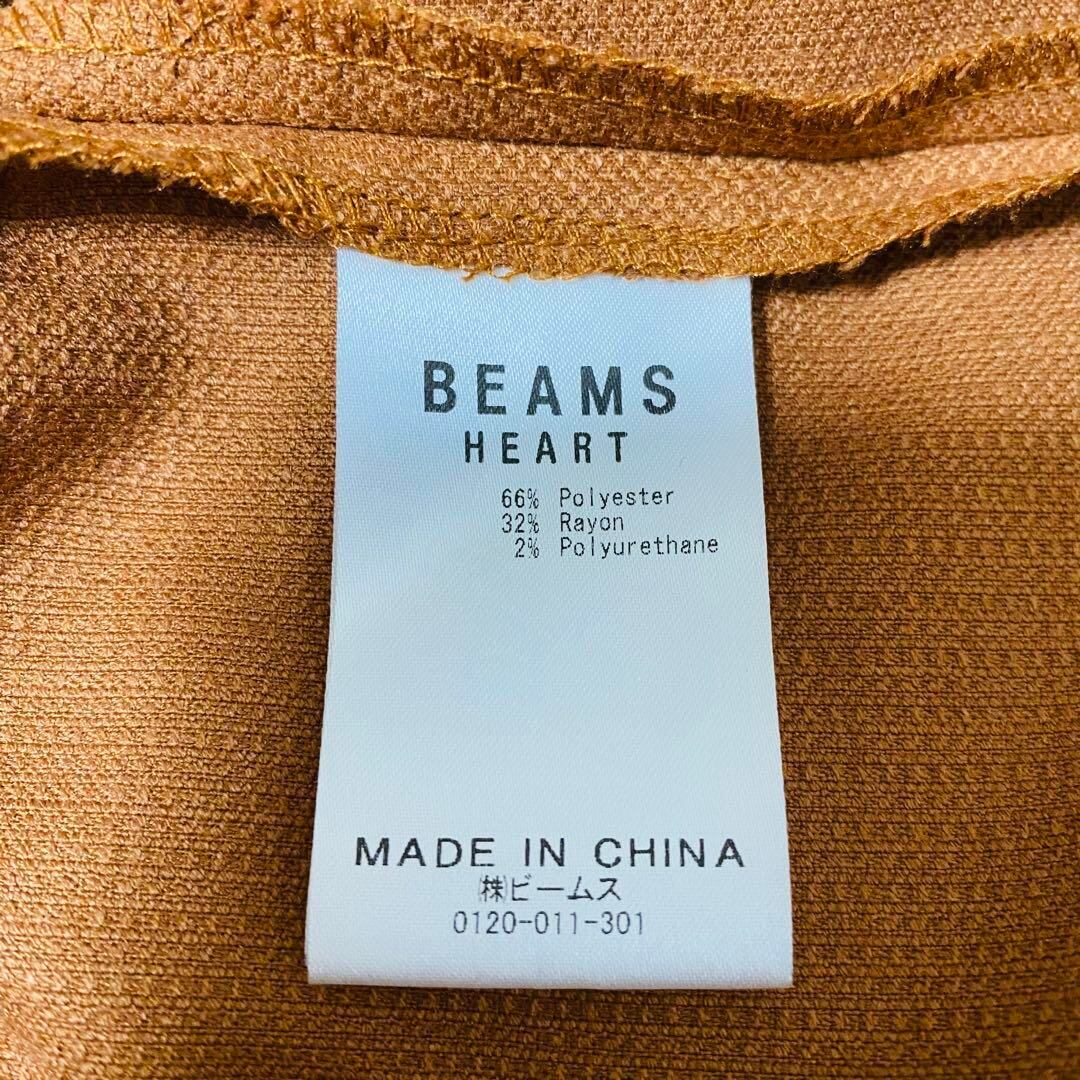 BEAMS
HEART
66% Polyester
32% Rayon
2% Polyurethane
MADE IN CHINA
㈱ビームス
0120-011-301